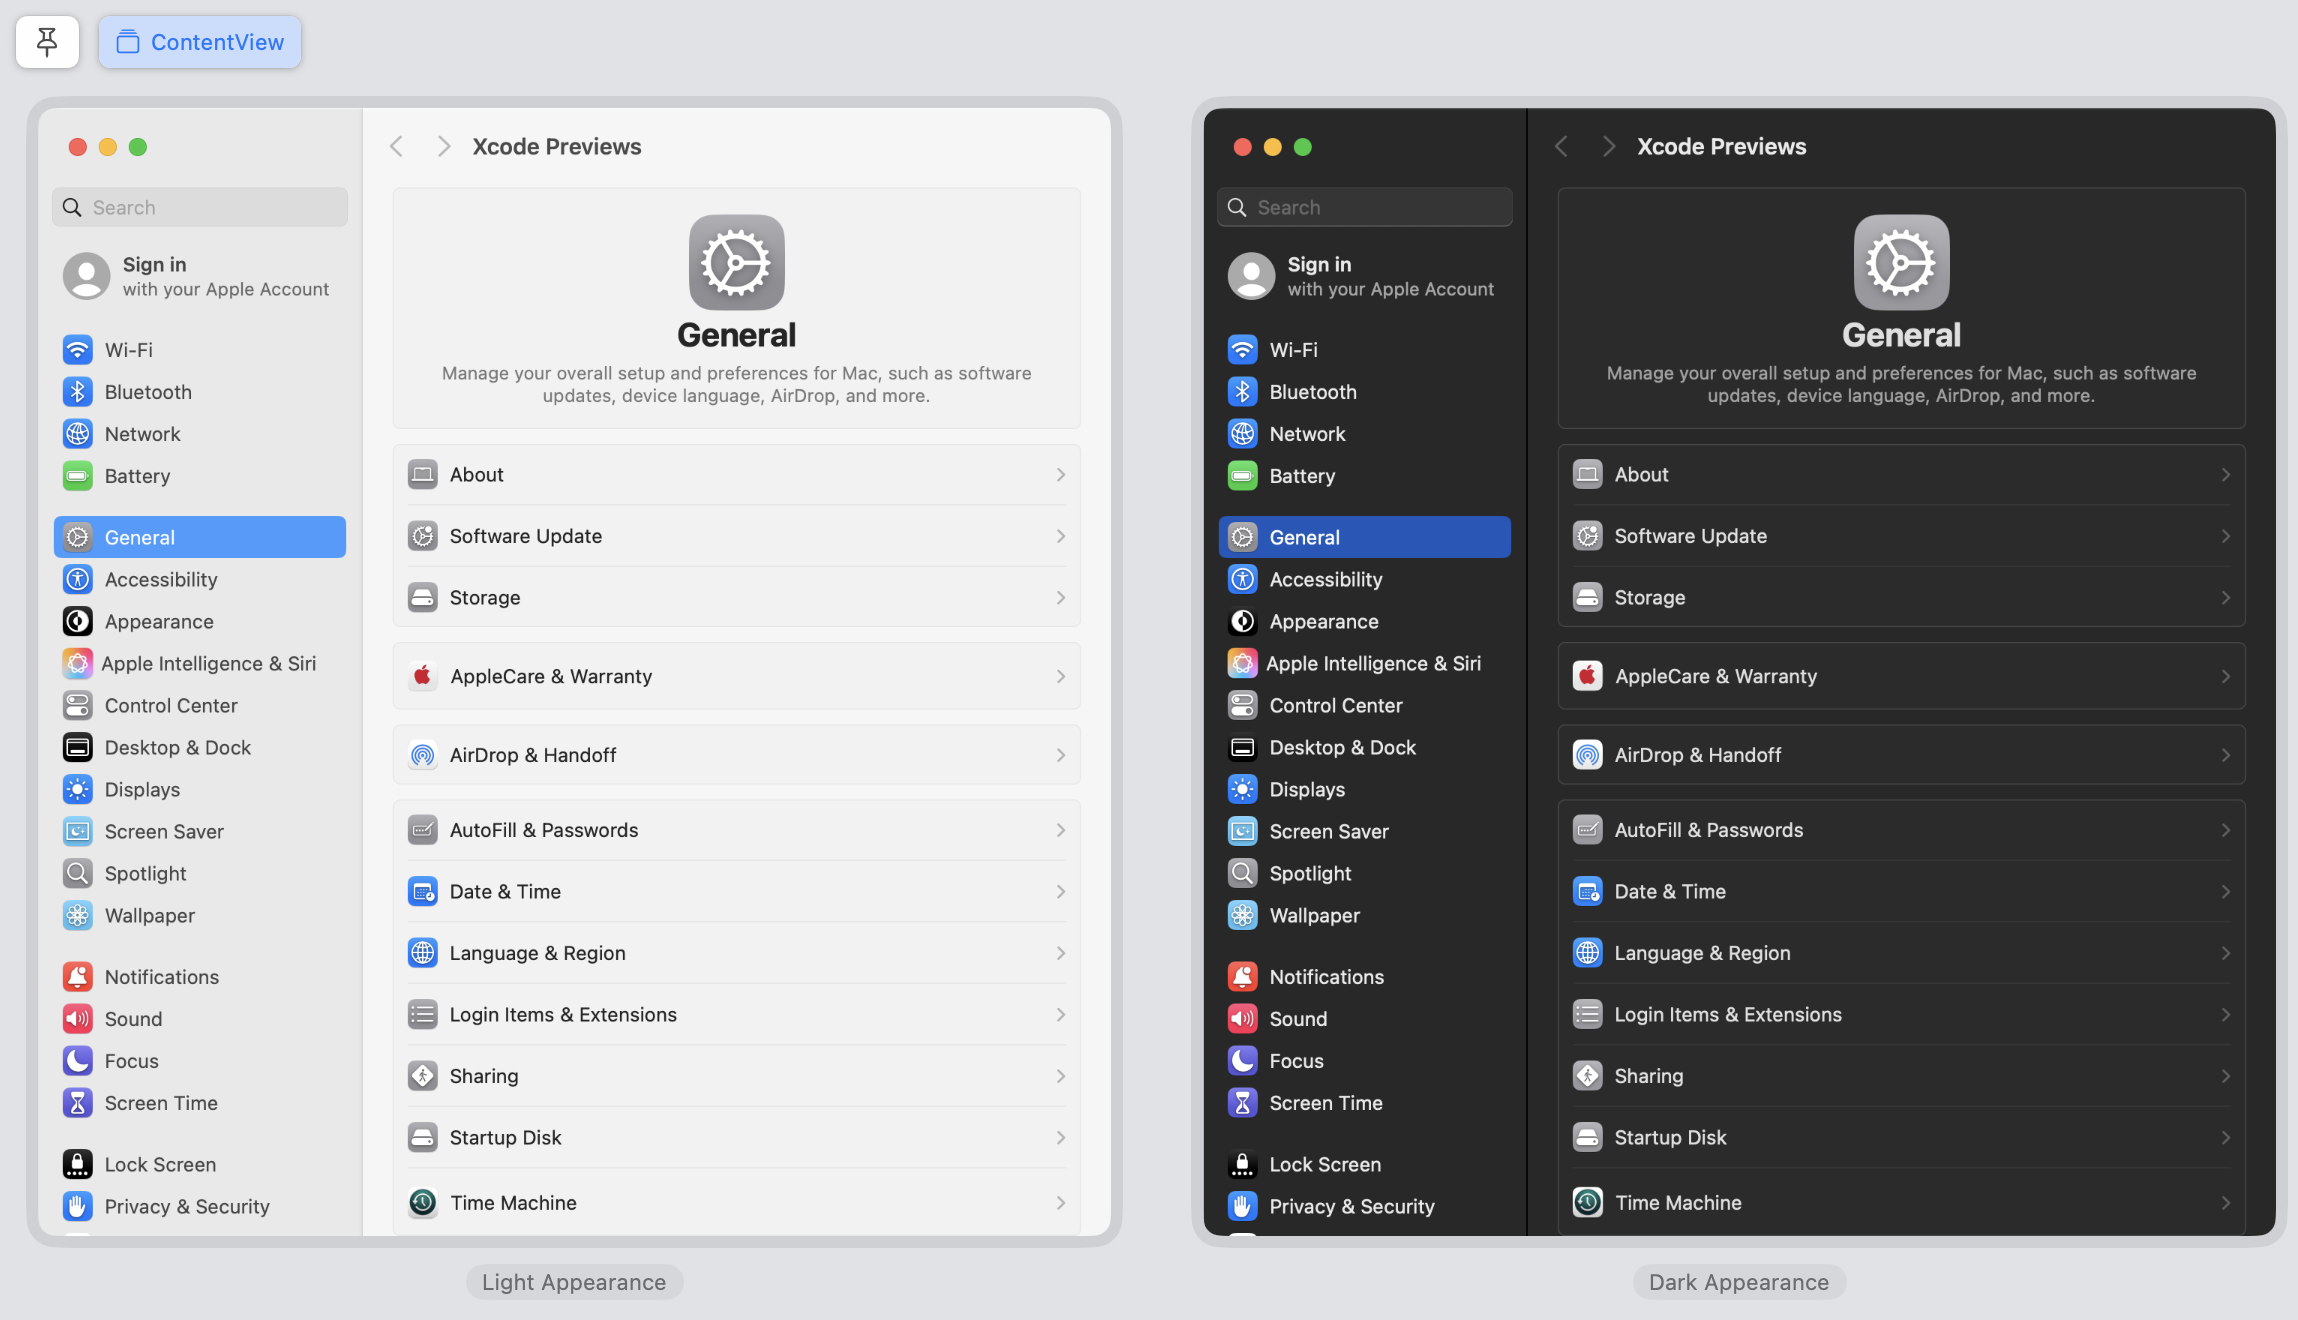 ContentView
Xcode Previews
Search
Sign in
with your Apple Account
Wi-Fi
Bluetooth
Network
Battery
General
Accessibility
Appearance
Apple Intelligence & Siri
Control Center
Desktop & Dock
Displays
Screen Saver
Spotlight
Wallpaper
Notifications
Sound
Focus
Screen Time
Lock Screen
Privacy & Security
General
Manage your overall setup and preferences for Mac, such as software
updates, device language, AirDrop, and more.
About
Software Update
Storage
AppleCare & Warranty
AirDrop & Handoff
AutoFill & Passwords
Date & Time
Language & Region
Login Items & Extensions
Sharing
Startup Disk
Time Machine
Light Appearance
Xcode Previews
Search
Sign in
with your Apple Account
Wi-Fi
Bluetooth
Network
Battery
General
Accessibility
Appearance
Apple Intelligence & Siri
Control Center
Desktop & Dock
Displays
Screen Saver
Spotlight
Wallpaper
Notifications
Sound
Focus
Screen Time
Lock Screen
Privacy & Security
General
Manage your overall setup and preferences for Mac, such as software
updates, device language, AirDrop, and more.
About
Software Update
Storage
AppleCare & Warranty
AirDrop & Handoff
AutoFill & Passwords
Date & Time
Language & Region
Login Items & Extensions
Sharing
Startup Disk
Time Machine
Dark Appearance